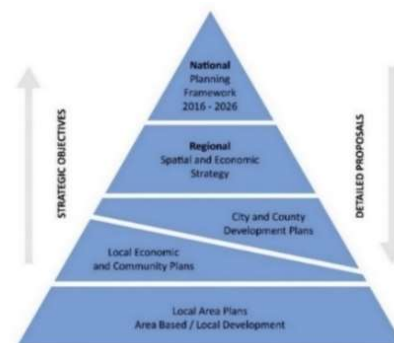 National
Planning
Framework
2016 - 2026
STRATEGIC OBJECTIVES
DETAILED PROPOSALS
Regional
Spatial and Economic
Strategy
City and County
Development Plans
Local Economic
and Community Plans
Local Area Plans
Area Based / Local Development